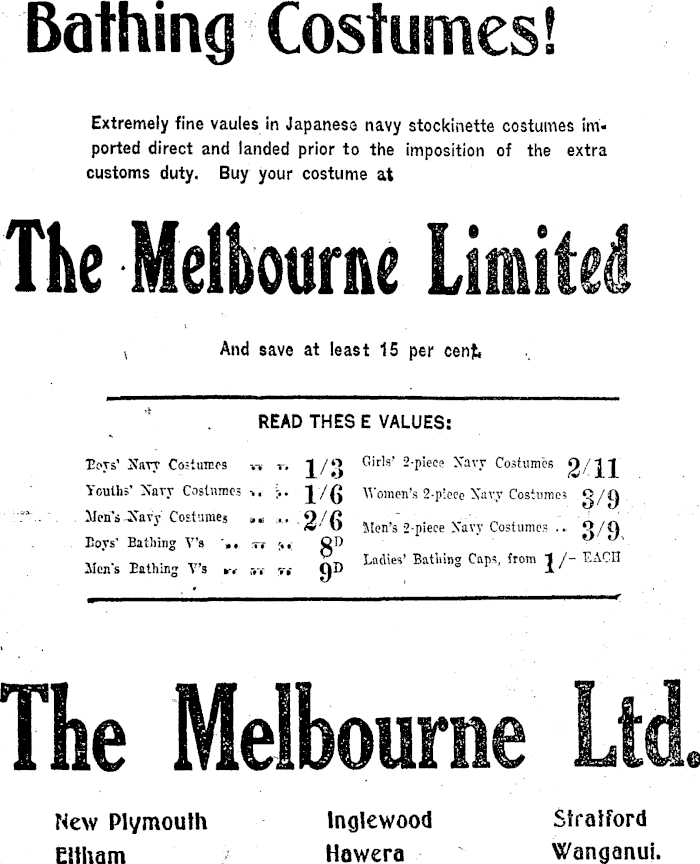 Bathing Costumes!
Extremely fine vaules in Japanese navy stockinette costumes im-
ported direct and landed prior to the imposition of the extra
customs duty. Buy your costume at
The Melbourne Limited
And save at least 15 per cent.
READ THES E VALUES:
Boys' Navy Costumes .. .. 1/3
Youths' Navy Costumes .. .. 1/6
Men's Navy Costumes .. .. 2/6
Boys' Bathing V's .. .. .. 8D
Men's Bathing V's .. .. .. 9D
Girls' 2-piece Navy Costumes 2/11
Women's 2-piece Navy Costumes 3/9
Men's 2-piece Navy Costumes .. 3/9
Ladies' Bathing Caps, from 1/- EACH
The Melbourne Ltd.
New Plymouth Inglewood Stratford
Eltham Hawera Wanganui.